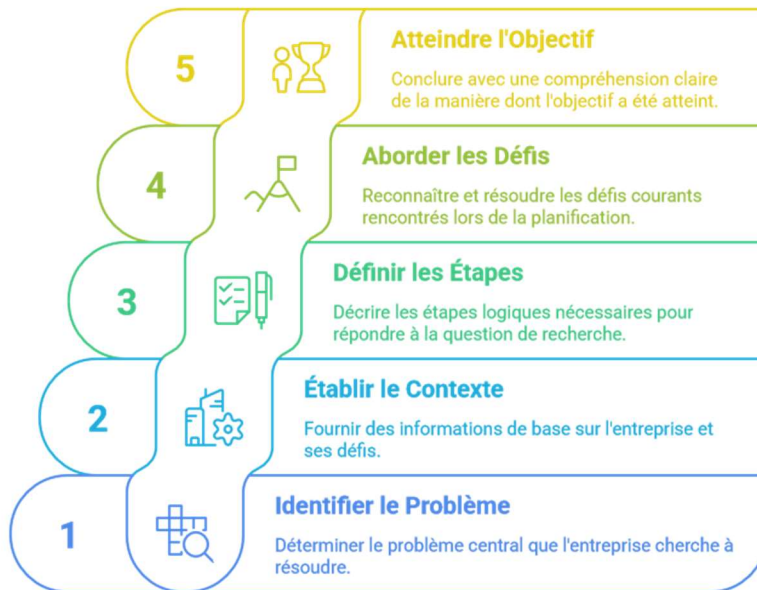 5
Atteindre l'Objectif
Conclure avec une compréhension claire
de la manière dont l'objectif a été atteint.
4
Aborder les Défis
Reconnaître et résoudre les défis courants
rencontrés lors de la planification.
3
Définir les Étapes
Décrire les étapes logiques nécessaires pour
répondre à la question de recherche.
2
Établir le Contexte
Fournir des informations de base sur l'entreprise et
ses défis.
1
Identifier le Problème
Déterminer le problème central que l'entreprise cherche à
résoudre.